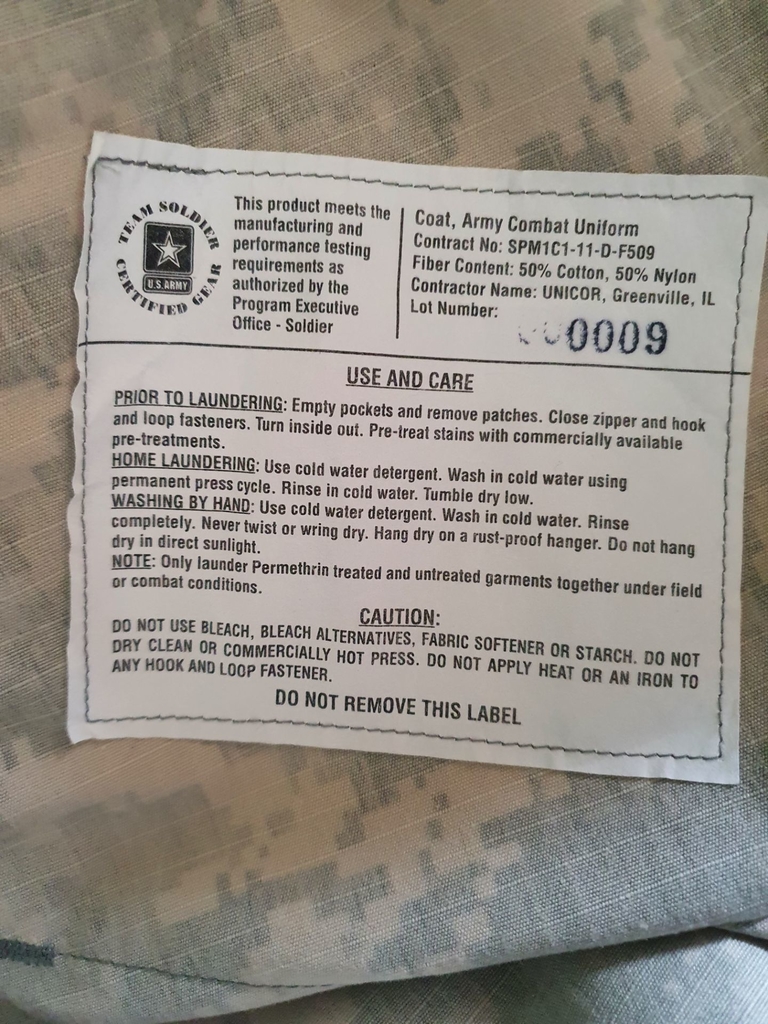 TEAM SOLDIER
CERTIFIED GEAR
U.S. ARMY
This product meets the
manufacturing and
performance testing
requirements as
authorized by the
Program Executive
Office - Soldier
Coat, Army Combat Uniform
Contract No: SPM1C1-11-D-F509
Fiber Content: 50% Cotton, 50% Nylon
Contractor Name: UNICOR, Greenville, IL
Lot Number:
0009
USE AND CARE
PRIOR TO LAUNDERING: Empty pockets and remove patches. Close zipper and hook
and loop fasteners. Turn inside out. Pre-treat stains with commercially available
pre-treatments.
HOME LAUNDERING: Use cold water detergent. Wash in cold water using
permanent press cycle. Rinse in cold water. Tumble dry low.
WASHING BY HAND: Use cold water detergent. Wash in cold water. Rinse
completely. Never twist or wring dry. Hang dry on a rust-proof hanger. Do not hang
dry in direct sunlight.
NOTE: Only launder Permethrin treated and untreated garments together under field
or combat conditions.
CAUTION:
DO NOT USE BLEACH, BLEACH ALTERNATIVES, FABRIC SOFTENER OR STARCH. DO NOT
DRY CLEAN OR COMMERCIALLY HOT PRESS. DO NOT APPLY HEAT OR AN IRON TO
ANY HOOK AND LOOP FASTENER.
DO NOT REMOVE THIS LABEL